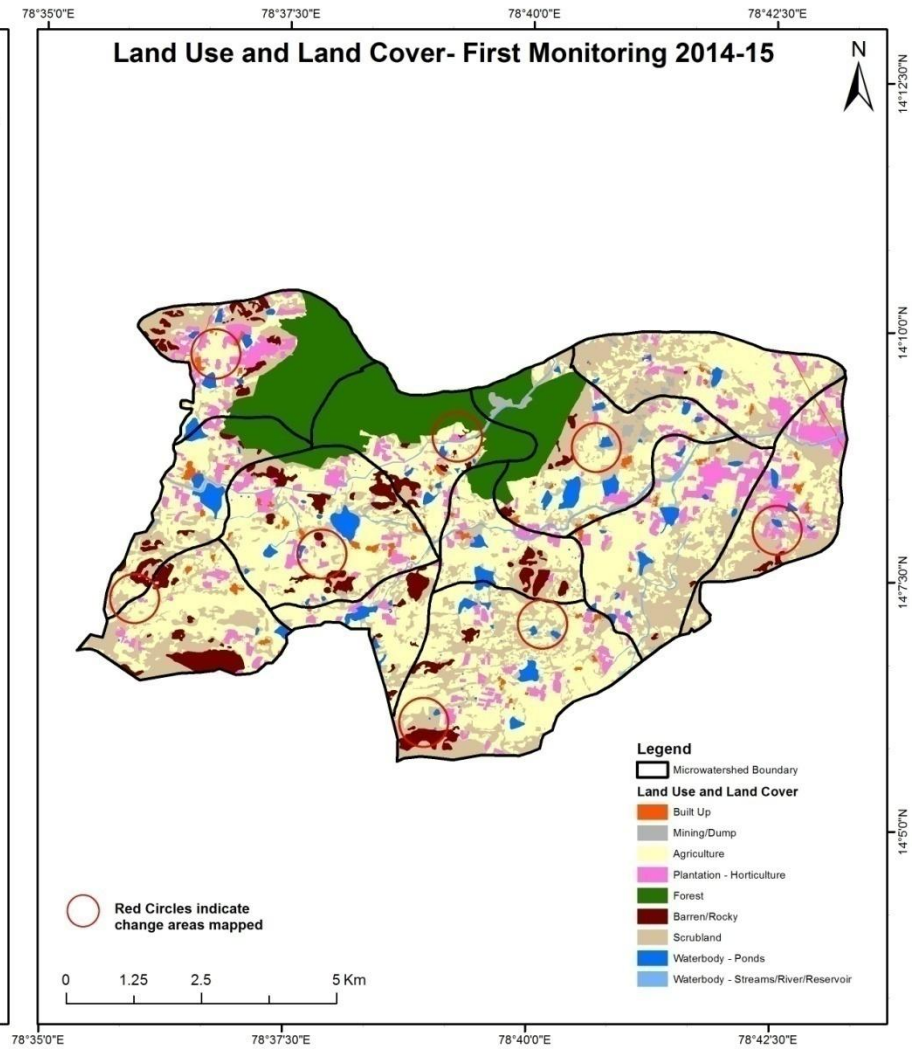 78°35'0"E 78°37'30"E 78°40'0"E 78°42'30"E
Land Use and Land Cover- First Monitoring 2014-15
N
14°12'30"N
14°10'0"N
14°7'30"N
14°5'0"N
Legend
Microwatershed Boundary
Land Use and Land Cover
Built Up
Mining/Dump
Agriculture
Plantation - Horticulture
Forest
Barren/Rocky
Scrubland
Waterbody - Ponds
Waterbody - Streams/River/Reservoir
Red Circles indicate
change areas mapped
0 1.25 2.5 5 Km
78°35'0"E 78°37'30"E 78°40'0"E 78°42'30"E